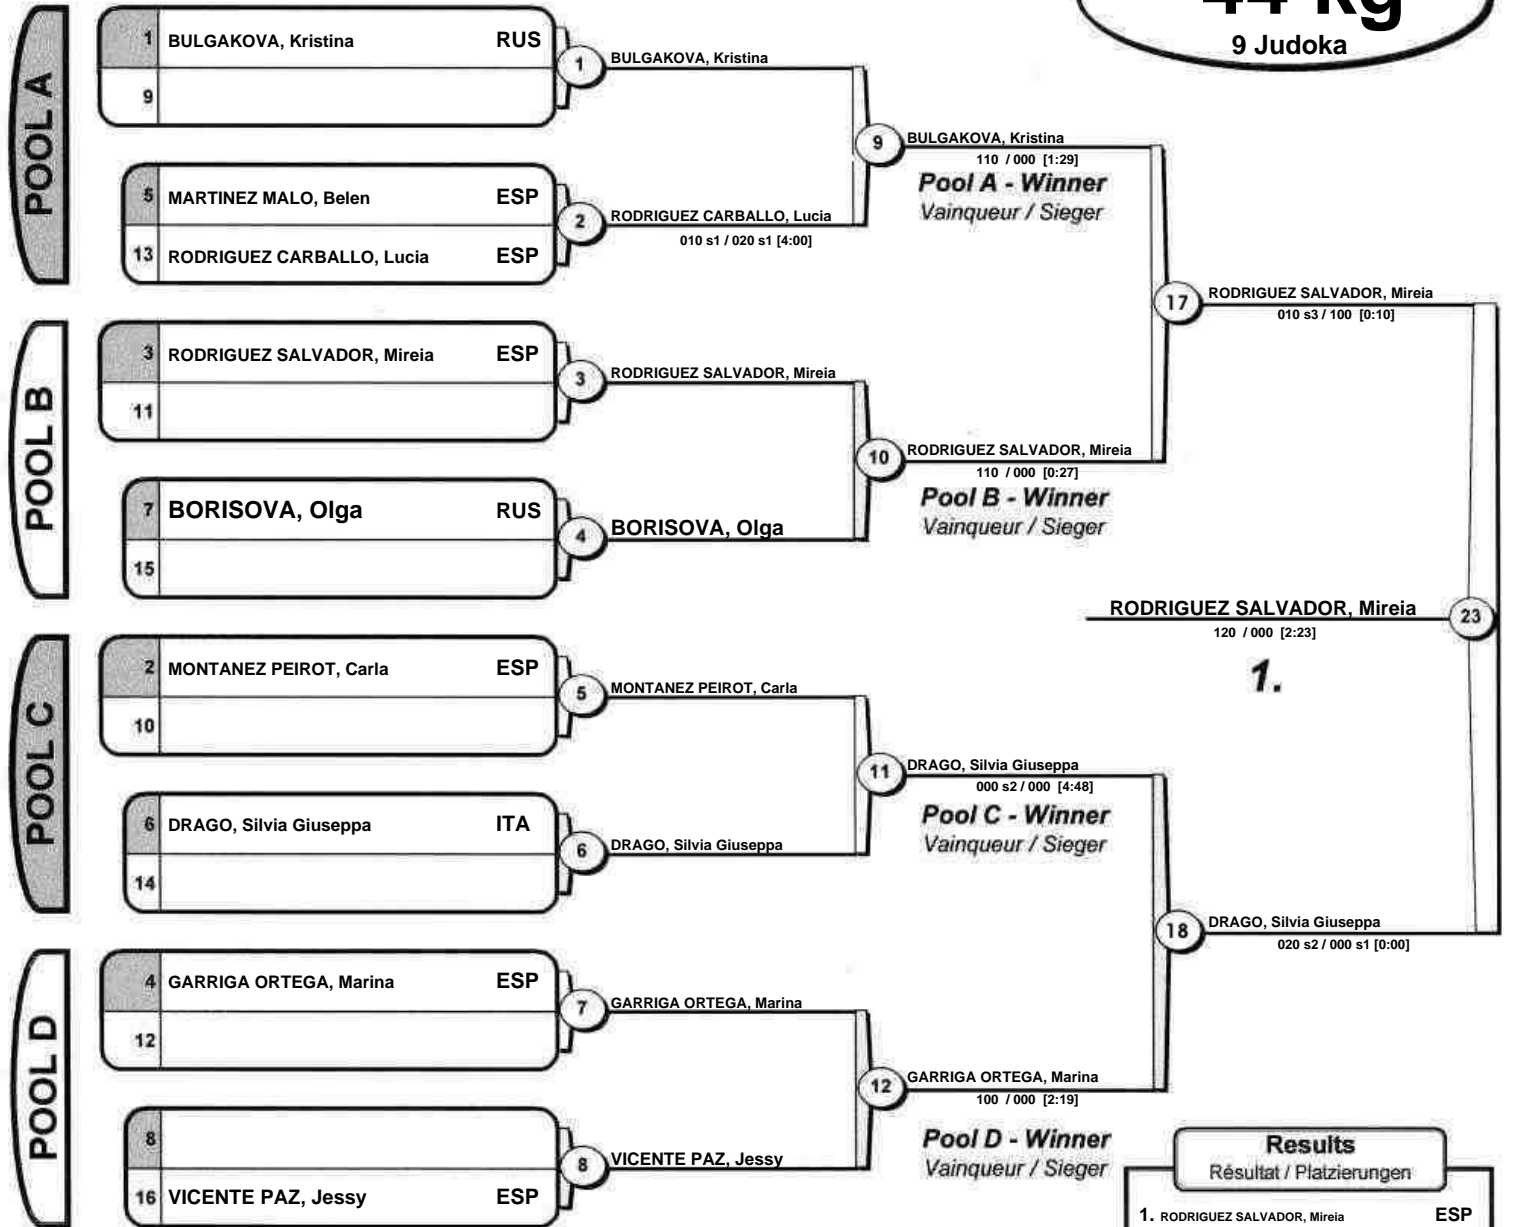 44 kg
9 Judoka
POOL A
1 BULGAKOVA, Kristina RUS
9
1
BULGAKOVA, Kristina
5 MARTINEZ MALO, Belen ESP
13 RODRIGUEZ CARBALLO, Lucia ESP
2
RODRIGUEZ CARBALLO, Lucia
010 s1 / 020 s1 [4:00]
9
BULGAKOVA, Kristina
110 / 000 [1:29]
Pool A - Winner
Vainqueur / Sieger
POOL B
3 RODRIGUEZ SALVADOR, Mireia ESP
11
3
RODRIGUEZ SALVADOR, Mireia
7 BORISOVA, Olga RUS
15
4
BORISOVA, Olga
10
RODRIGUEZ SALVADOR, Mireia
110 / 000 [0:27]
Pool B - Winner
Vainqueur / Sieger
17
RODRIGUEZ SALVADOR, Mireia
010 s3 / 100 [0:10]
POOL C
2 MONTANEZ PEIROT, Carla ESP
10
5
MONTANEZ PEIROT, Carla
6 DRAGO, Silvia Giuseppa ITA
14
6
DRAGO, Silvia Giuseppa
11
DRAGO, Silvia Giuseppa
000 s2 / 000 [4:48]
Pool C - Winner
Vainqueur / Sieger
POOL D
4 GARRIGA ORTEGA, Marina ESP
12
7
GARRIGA ORTEGA, Marina
8
16 VICENTE PAZ, Jessy ESP
8
VICENTE PAZ, Jessy
12
GARRIGA ORTEGA, Marina
100 / 000 [2:19]
Pool D - Winner
Vainqueur / Sieger
18
DRAGO, Silvia Giuseppa
020 s2 / 000 s1 [0:00]
RODRIGUEZ SALVADOR, Mireia
23
120 / 000 [2:23]
1.
Results
Résultat / Platzierungen
1. RODRIGUEZ SALVADOR, Mireia ESP